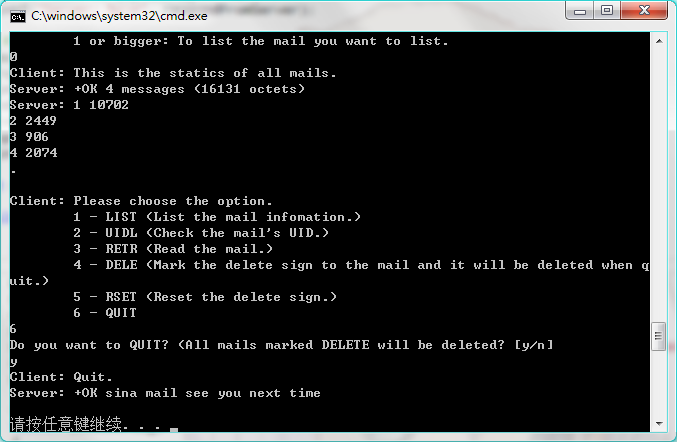 C:\windows\system32\cmd.exe
1 or bigger: To list the mail you want to list.
0
Client: This is the statics of all mails.
Server: +OK 4 messages (16131 octets)
Server: 1 10702
2 2449
3 906
4 2074
.
Client: Please choose the option.
1 - LIST (List the mail infomation.)
2 - UIDL (Check the mail's UID.)
3 - RETR (Read the mail.)
4 - DELE (Mark the delete sign to the mail and it will be deleted when q
uit.)
5 - RSET (Reset the delete sign.)
6 - QUIT
6
Do you want to QUIT? (All mails marked DELETE will be deleted? [y/n]
y
Client: Quit.
Server: +OK sina mail see you next time
请按任意键继续. . .